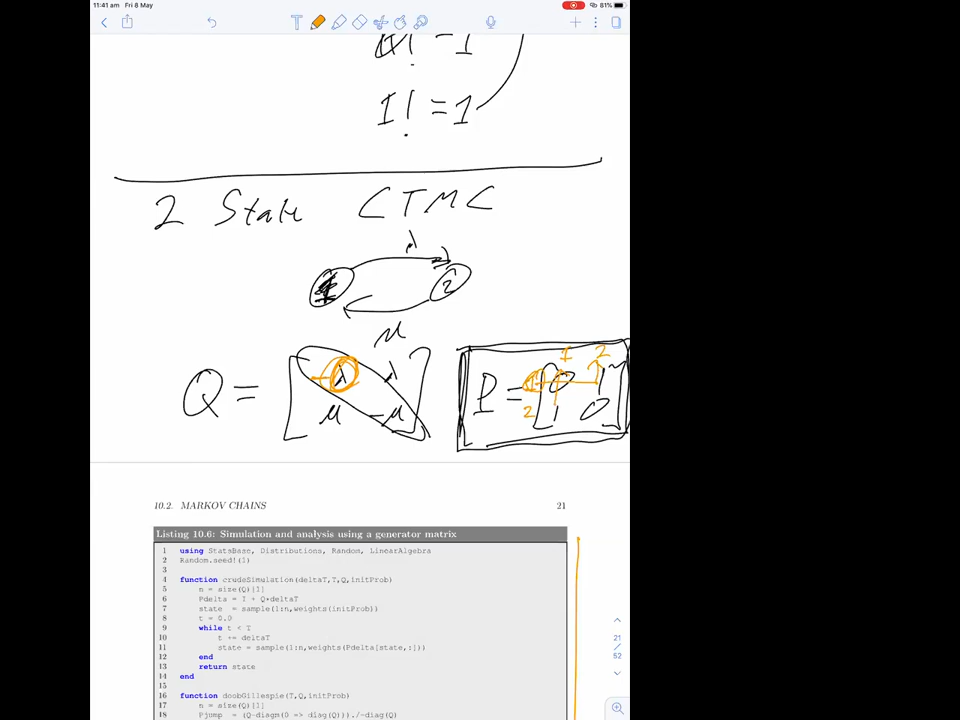 11:41 am Fri 8 May
81%
I! = 1
2 State CTMC
λ
1 2
μ
Q = [ -λ λ
μ -μ ]
P = [ 0 1
1 0 ]
1 2
1
2
10.2. MARKOV CHAINS 21
Listing 10.6: Simulation and analysis using a generator matrix
1 using StatsBase, Distributions, Random, LinearAlgebra
2 Random.seed!(1)
3
4 function crudeSimulation(deltaT,T,Q,initProb)
5 n = size(Q)[1]
6 Pdelta = I + Q*deltaT
7 state = sample(1:n,weights(initProb))
8 t = 0.0
9 while t < T
10 t += deltaT
11 state = sample(1:n,weights(Pdelta[state,:]))
12 end
13 return state
14 end
15
16 function doobGillespie(T,Q,initProb)
17 n = size(Q)[1]
18 Pjump = (Q-diagm(0 => diag(Q)))./-diag(Q)
21
/
52